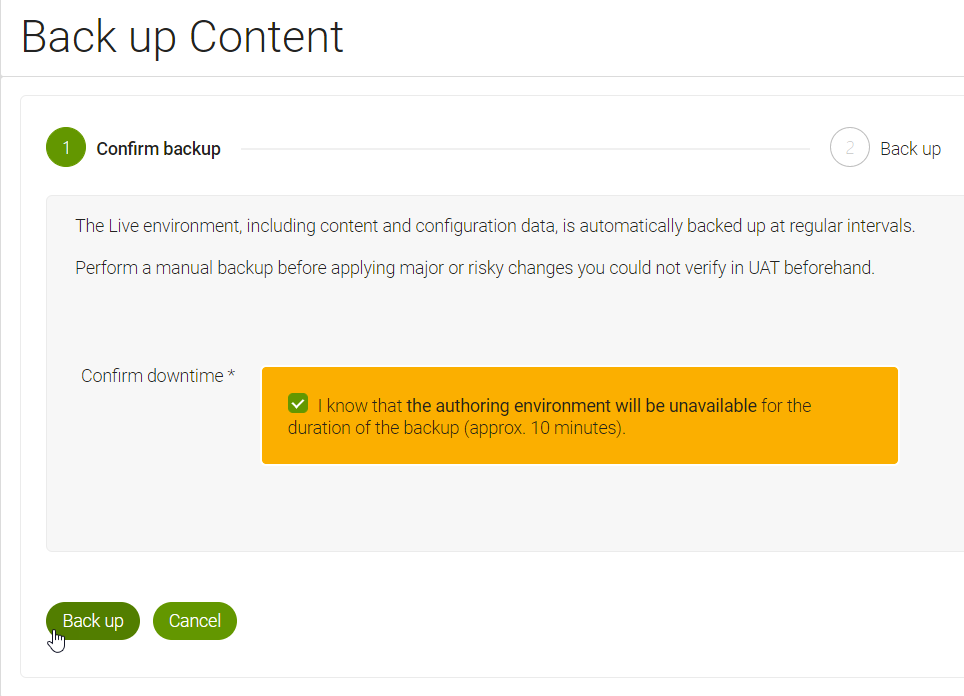 Back up Content
1 Confirm backup 2 Back up
The Live environment, including content and configuration data, is automatically backed up at regular intervals.
Perform a manual backup before applying major or risky changes you could not verify in UAT beforehand.
Confirm downtime *
I know that the authoring environment will be unavailable for the
duration of the backup (approx. 10 minutes).
Back up Cancel